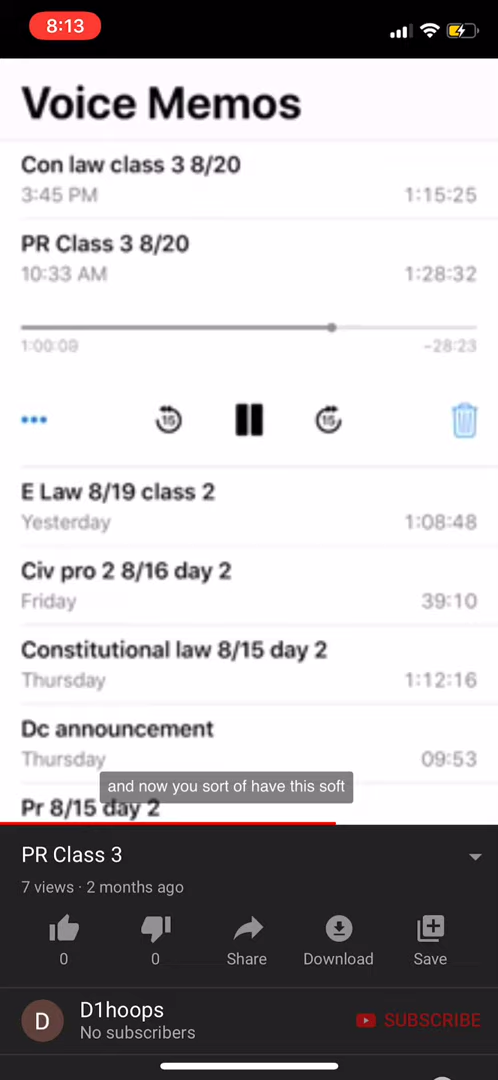 8:13
Voice Memos
Con law class 3 8/20
3:45 PM 1:15:25
PR Class 3 8/20
10:33 AM 1:28:32
1:00:09 -28:23
15 15
E Law 8/19 class 2
Yesterday 1:08:48
Civ pro 2 8/16 day 2
Friday 39:10
Constitutional law 8/15 day 2
Thursday 1:12:16
Dc announcement
Thursday 09:53
and now you sort of have this soft
Pr 8/15 day 2
PR Class 3
7 views · 2 months ago
0 0 Share Download Save
D D1hoops SUBSCRIBE
No subscribers